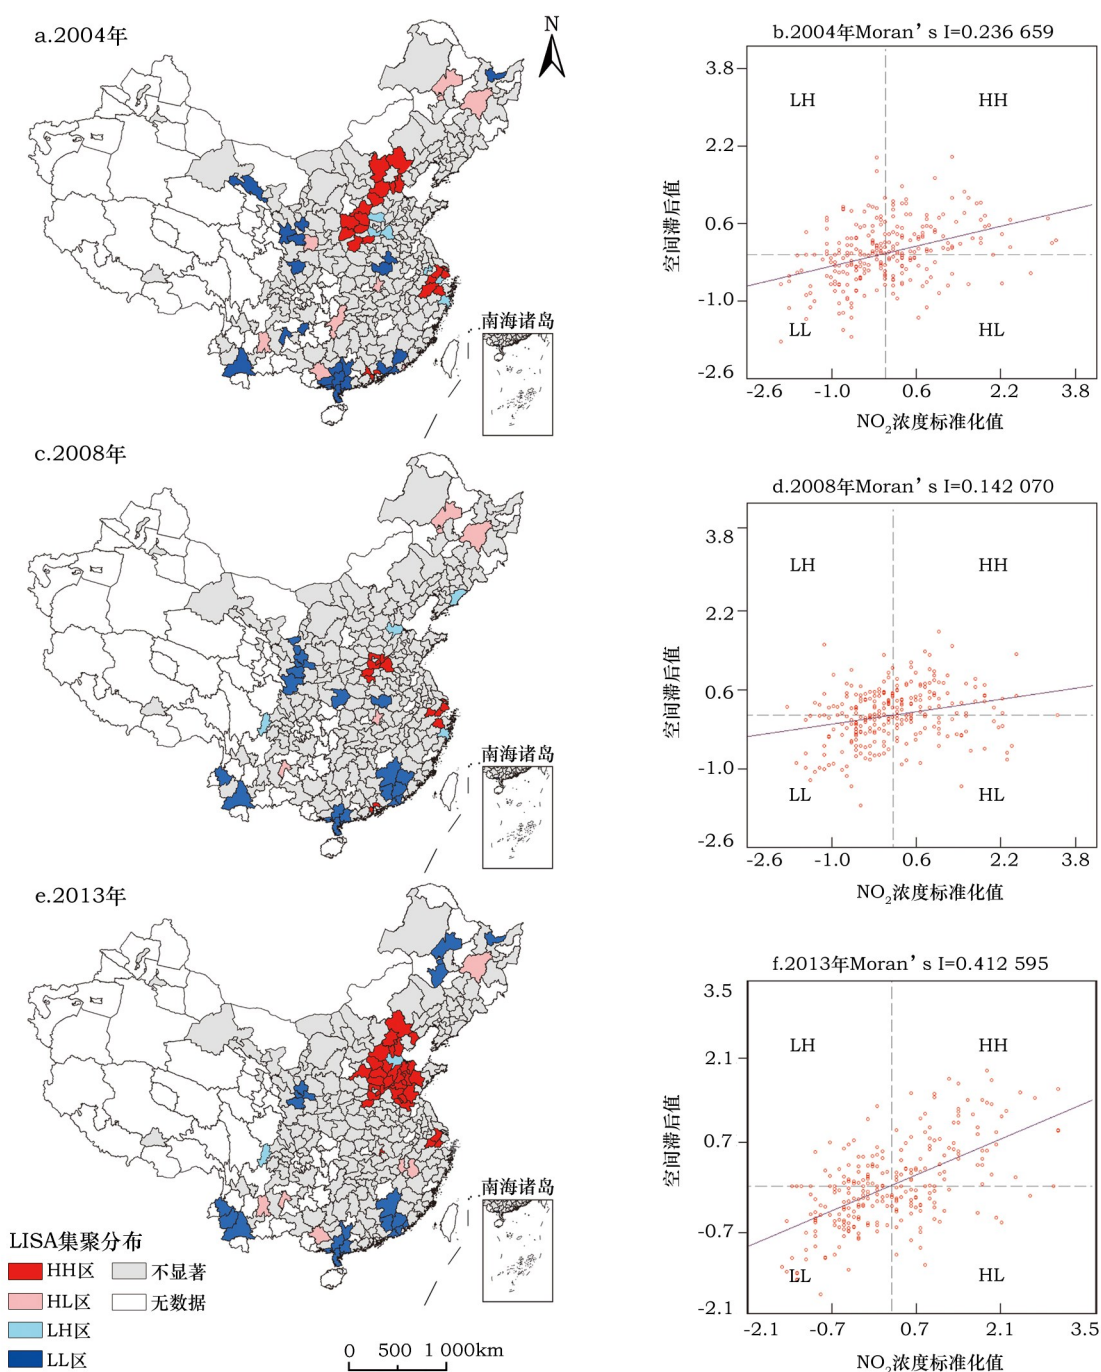 a.2004年
N
南海诸岛
b.2004年Moran's I=0.236 659
LH
HH
LL
HL
3.8
2.2
0.6
-1.0
-2.6
空间滞后值
-2.6 -1.0 0.6 2.2 3.8
NO2浓度标准化值
c.2008年
南海诸岛
d.2008年Moran's I=0.142 070
LH
HH
LL
HL
3.8
2.2
0.6
-1.0
-2.6
空间滞后值
-2.6 -1.0 0.6 2.2 3.8
NO2浓度标准化值
e.2013年
南海诸岛
f.2013年Moran's I=0.412 595
LH
HH
LL
HL
3.5
2.1
0.7
-0.7
-2.1
空间滞后值
-2.1 -0.7 0.7 2.1 3.5
NO2浓度标准化值
LISA集聚分布
HH区
不显著
HL区
无数据
LH区
LL区
0 500 1 000km